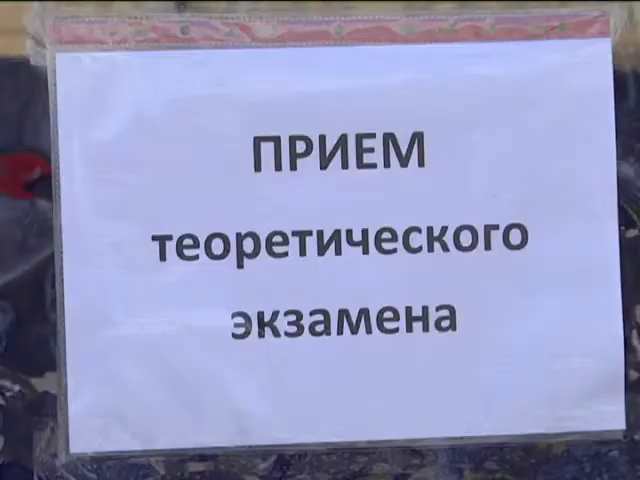 ПРИЕМ
теоретического
экзамена